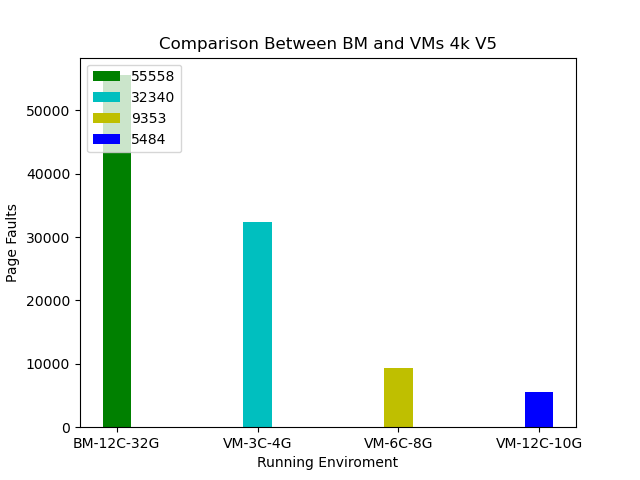 Comparison Between BM and VMs 4k V5
55558
32340
9353
5484
Page Faults
50000
40000
30000
20000
10000
0
BM-12C-32G VM-3C-4G VM-6C-8G VM-12C-10G
Running Enviroment